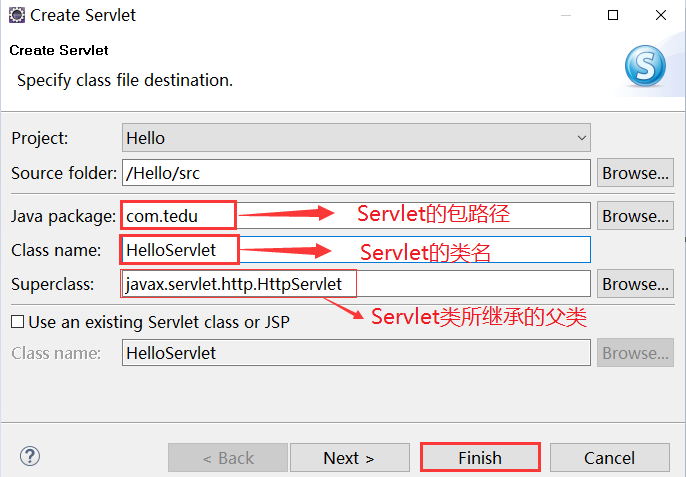 Create Servlet
Create Servlet
Specify class file destination.
Project: Hello
Source folder: /Hello/src Browse...
Java package: com.tedu Servlet的包路径 Browse...
Class name: HelloServlet Servlet的类名
Superclass: javax.servlet.http.HttpServlet Browse...
Servlet类所继承的父类
Use an existing Servlet class or JSP
Class name: HelloServlet Browse...
? < Back Next > Finish Cancel